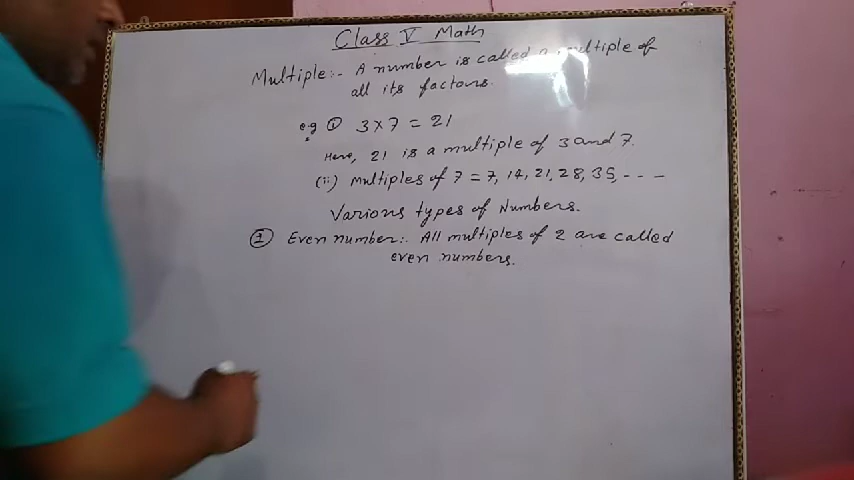 Class V Math
Multiple:- A number is called a multiple of
all its factors.
e.g ① 3×7 = 21
Here, 21 is a multiple of 3 and 7.
(ii) Multiples of 7 = 7, 14, 21, 28, 35, - - -
Various types of Numbers.
① Even number:. All multiples of 2 are called
even numbers.